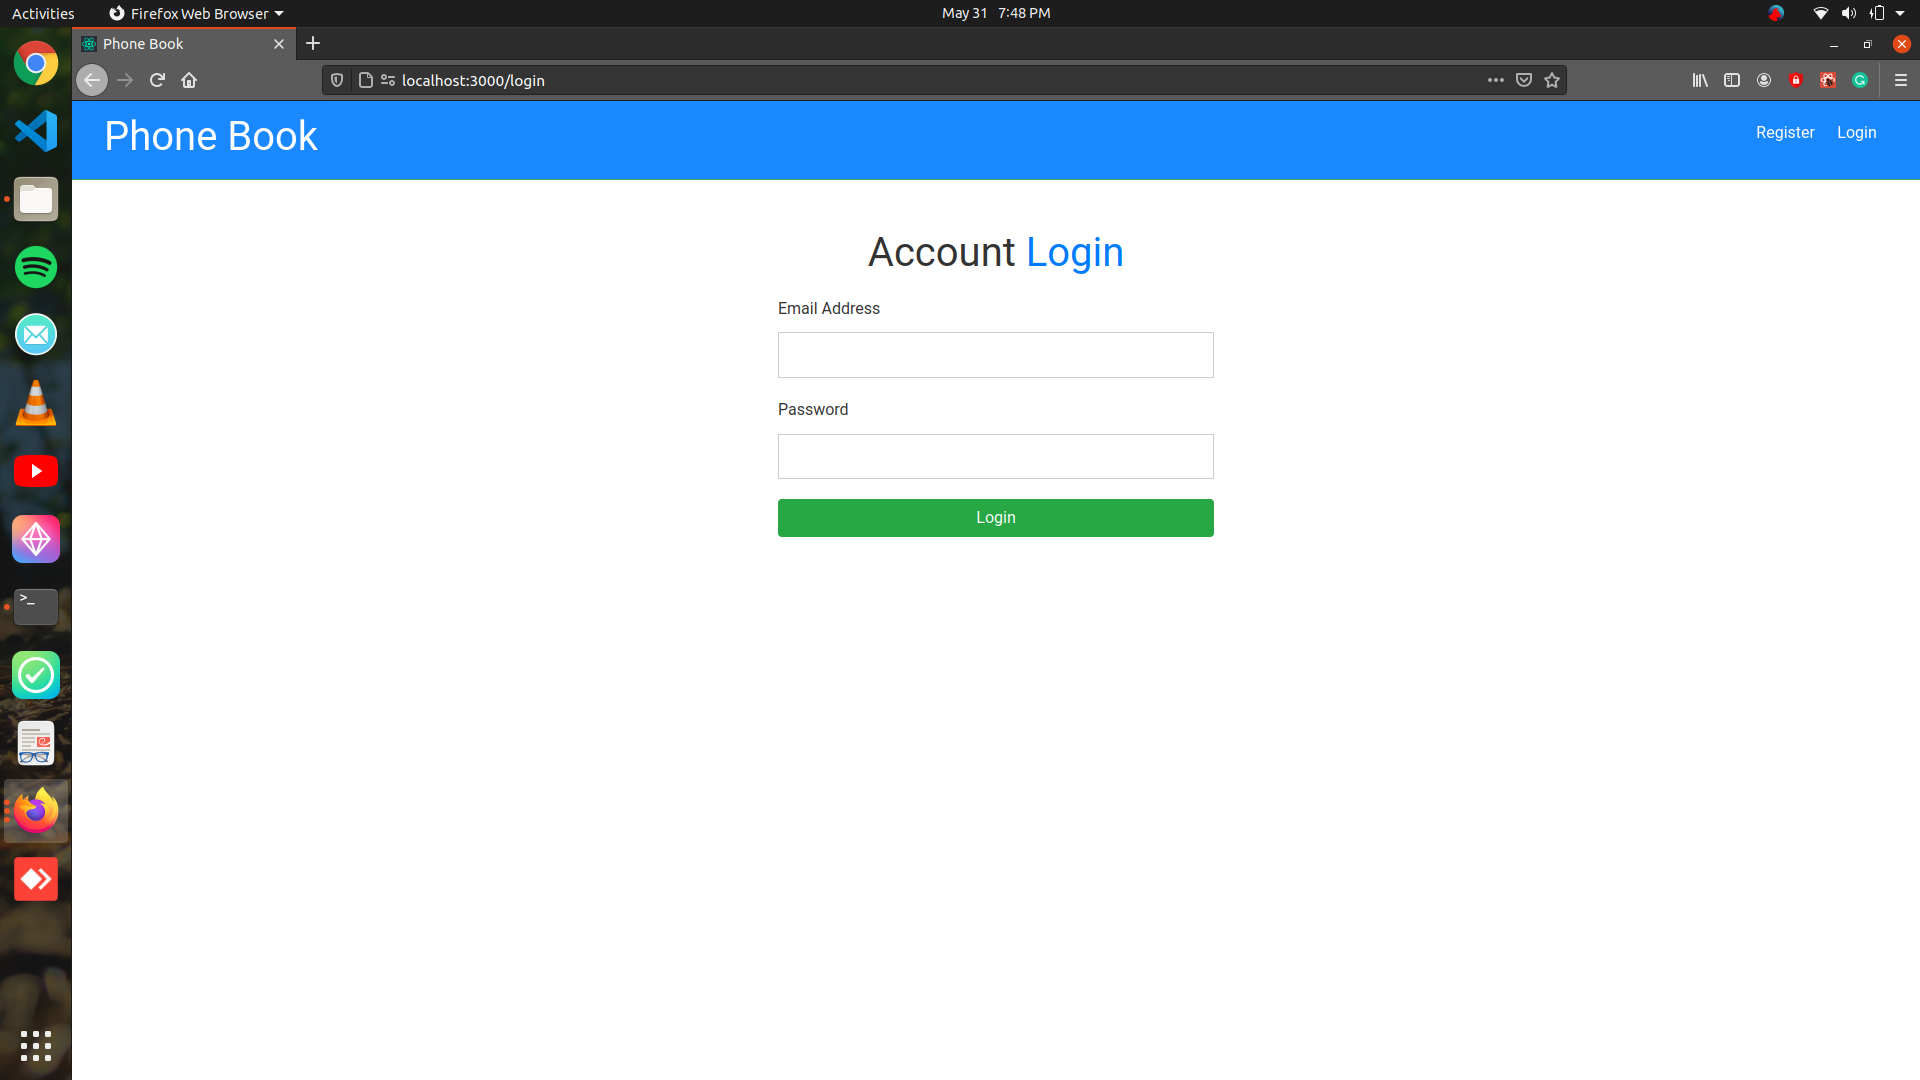 Activities
Firefox Web Browser
May 31 7:48 PM
Phone Book
localhost:3000/login
Phone Book
Register
Login
Account Login
Email Address
Password
Login
>_